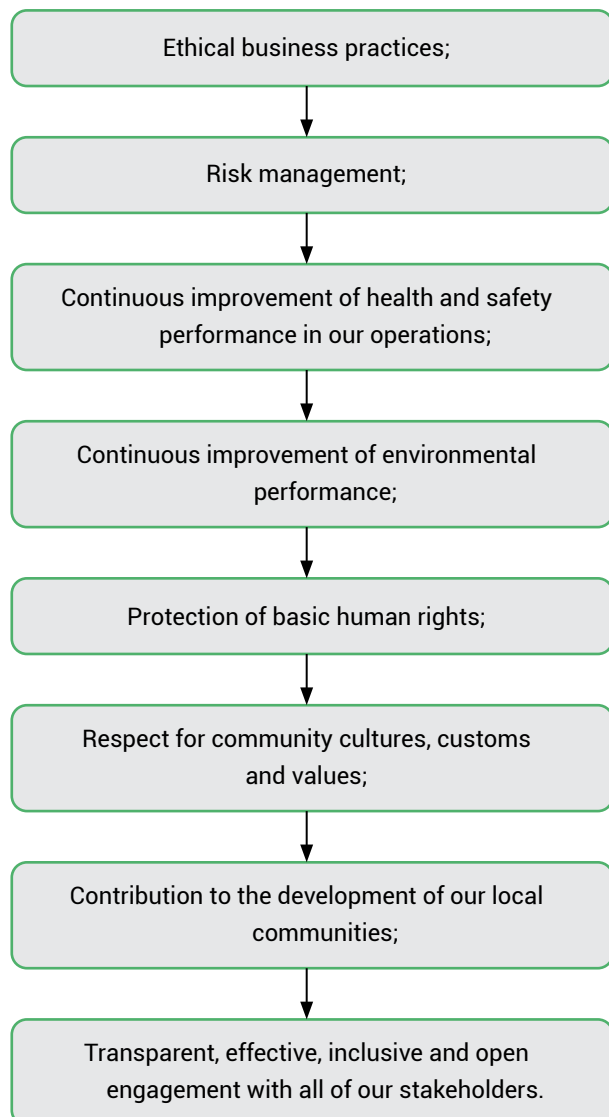 Ethical business practices;
Risk management;
Continuous improvement of health and safety
performance in our operations;
Continuous improvement of environmental
performance;
Protection of basic human rights;
Respect for community cultures, customs
and values;
Contribution to the development of our local
communities;
Transparent, effective, inclusive and open
engagement with all of our stakeholders.